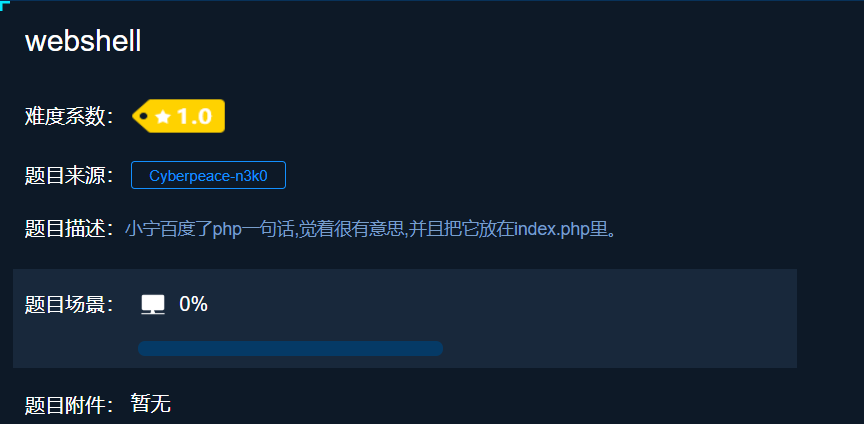 webshell
难度系数： 1.0
题目来源： Cyberpeace-n3k0
题目描述：小宁百度了php一句话,觉着很有意思,并且把它放在index.php里。
题目场景： 0%
题目附件： 暂无